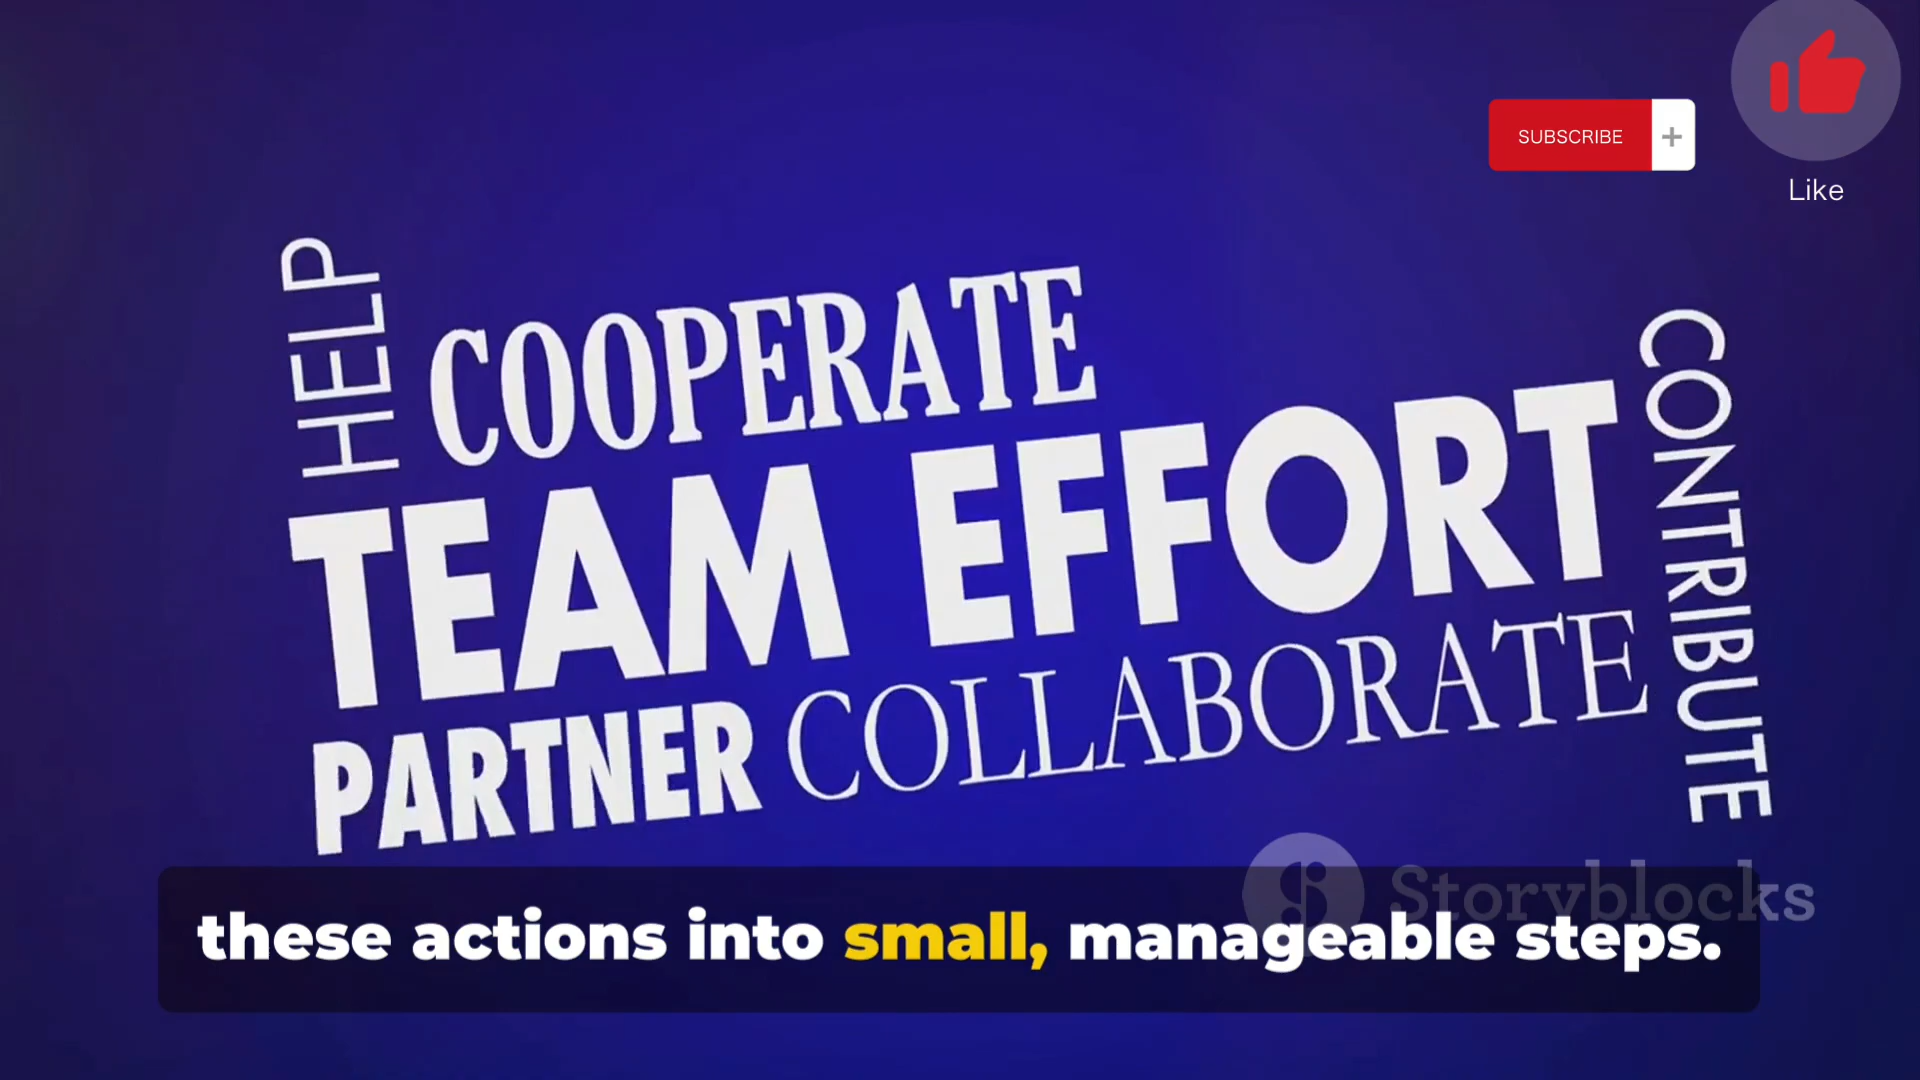 SUBSCRIBE +
Like
HELP
COOPERATE
CONTRIBUTE
TEAM EFFORT
PARTNER COLLABORATE
Storyblocks
these actions into small, manageable steps.